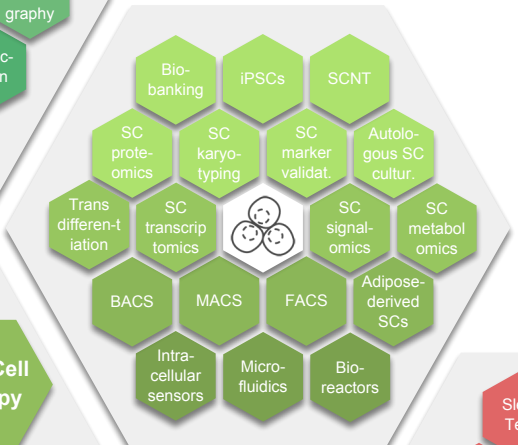 graphy
c-
n
Bio-
banking
iPSCs
SCNT
SC
prote-
omics
SC
karyo-
typing
SC
marker
validat.
Autolo-
gous SC
cultur.
Trans
differen-t
iation
SC
transcrip
tomics
SC
signal-
omics
SC
metabol
omics
BACS
MACS
FACS
Adipose-
derived
SCs
Intra-
cellular
sensors
Micro-
fluidics
Bio-
reactors
Cell
py
Sl
Te